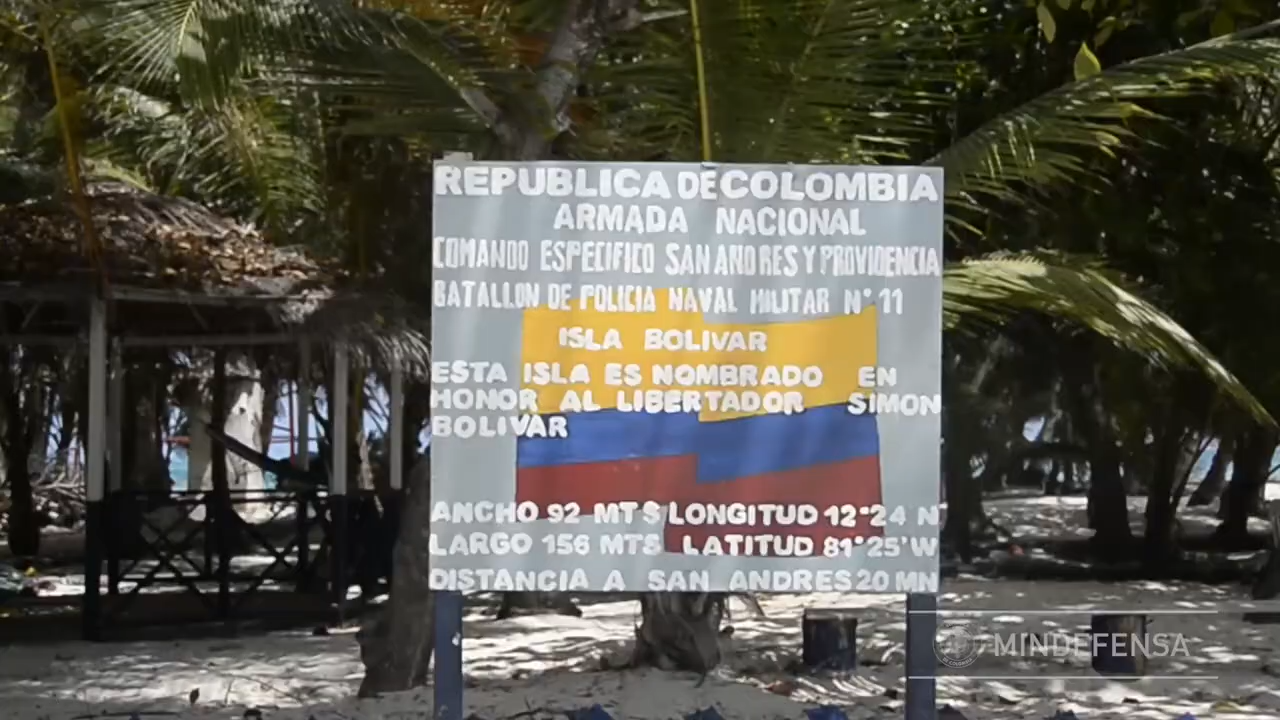 REPUBLICA DE COLOMBIA
ARMADA NACIONAL
COMANDO ESPECIFICO SAN ANDRES Y PROVIDENCIA
BATALLON DE POLICIA NAVAL MILITAR N° 11
ISLA BOLIVAR
ESTA ISLA ES NOMBRADO EN
HONOR AL LIBERTADOR SIMON
BOLIVAR
ANCHO 92 MTS LONGITUD 12°24 N
LARGO 156 MTS LATITUD 81°25'W
DISTANCIA A SAN ANDRES 20 MN
MINDEFENSA